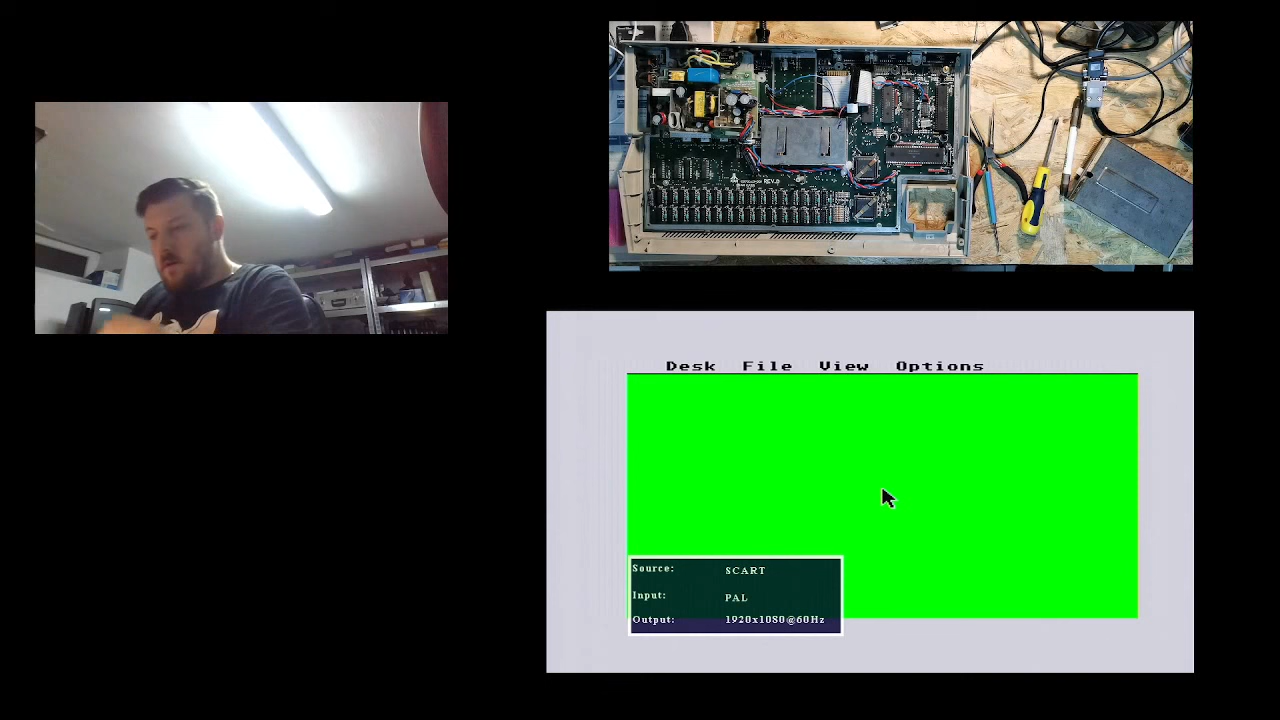 Desk File View Options
Source: SCART
Input: PAL
Output: 1920x1080@60Hz